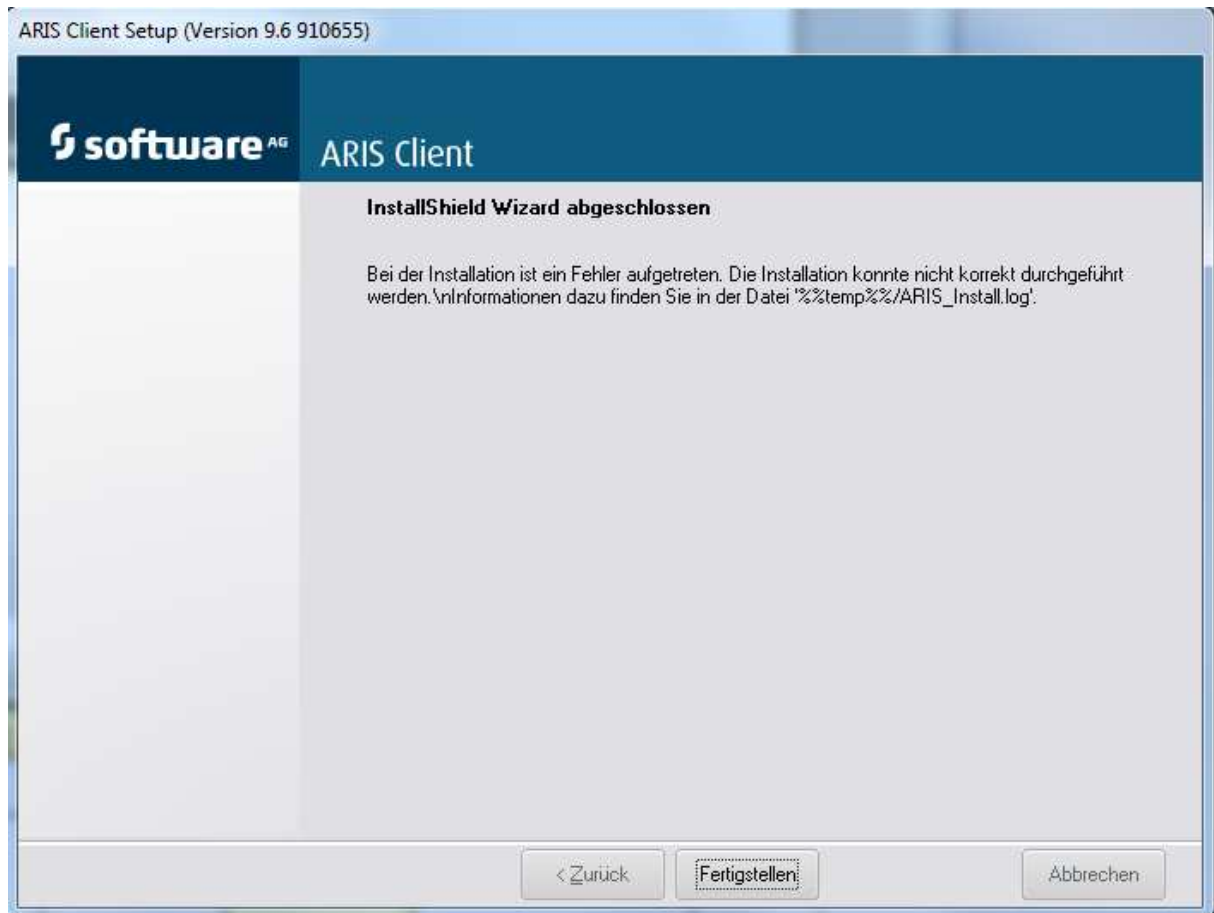 ARIS Client Setup (Version 9.6 910655)
software AG
ARIS Client
InstallShield Wizard abgeschlossen
Bei der Installation ist ein Fehler aufgetreten. Die Installation konnte nicht korrekt durchgeführt
werden.\nInformationen dazu finden Sie in der Datei '%%temp%%/ARIS_Install.log'.
< Zurück
Fertigstellen
Abbrechen